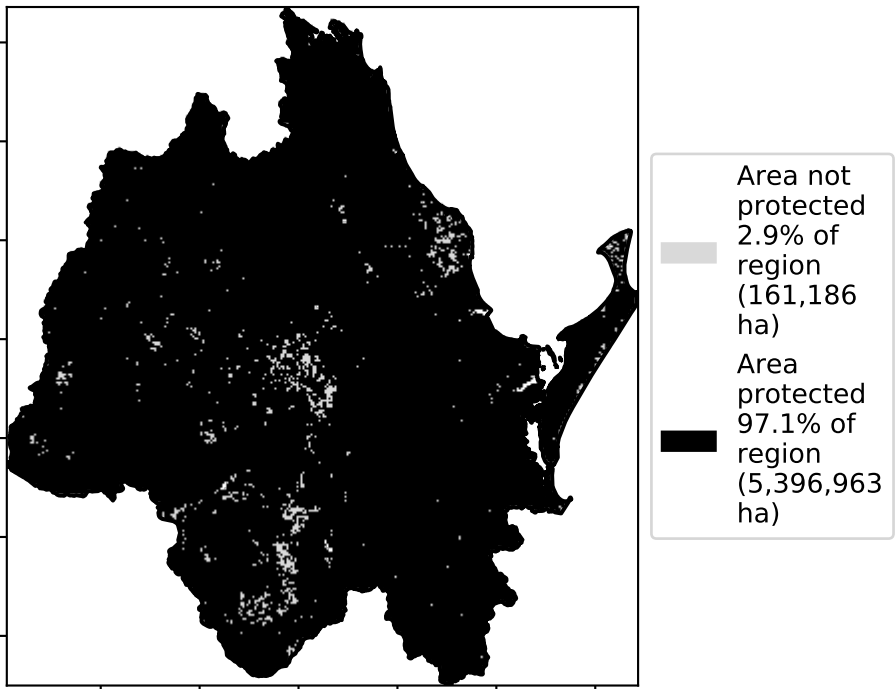 Area not
protected
2.9% of
region
(161,186
ha)
Area
protected
97.1% of
region
(5,396,963
ha)